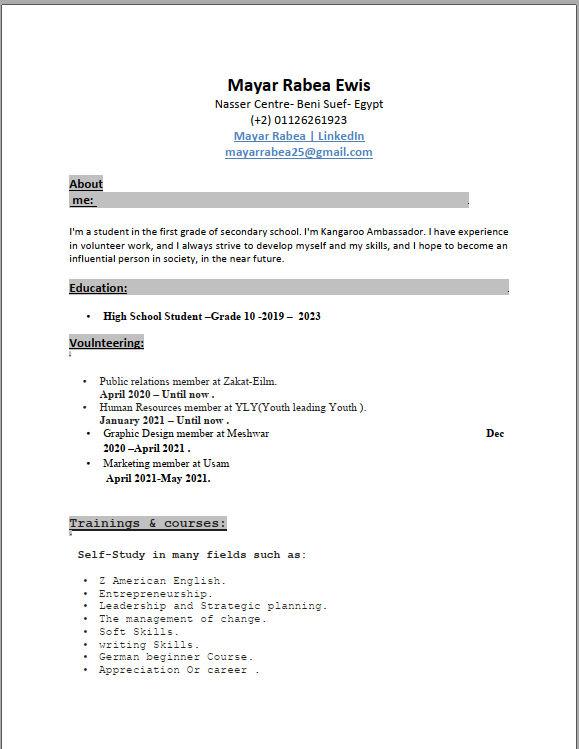 Mayar Rabea Ewis
Nasser Centre- Beni Suef- Egypt
(+2) 01126261923
Mayar Rabea | LinkedIn
mayarrabea25@gmail.com
About
me: .
I'm a student in the first grade of secondary school. I'm Kangaroo Ambassador. I have experience
in volunteer work, and I always strive to develop myself and my skills, and I hope to become an
influential person in society, in the near future.
Education: .
• High School Student –Grade 10 -2019 – 2023
Voulnteering:
• Public relations member at Zakat-Eilm.
April 2020 – Until now .
• Human Resources member at YLY(Youth leading Youth ).
January 2021 – Until now .
• Graphic Design member at Meshwar Dec
2020 –April 2021 .
• Marketing member at Usam
April 2021-May 2021.
Trainings & courses:
Self-Study in many fields such as:
• Z American English.
• Entrepreneurship.
• Leadership and Strategic planning.
• The management of change.
• Soft Skills.
• writing Skills.
• German beginner Course.
• Appreciation Or career .